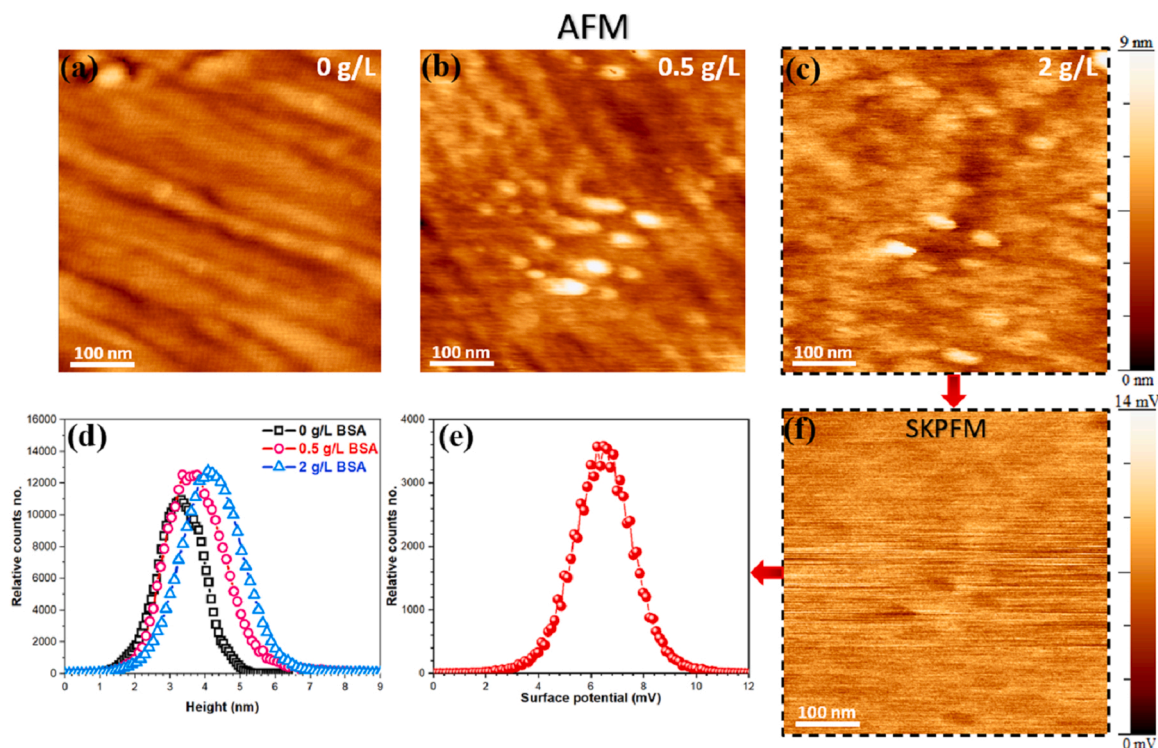 AFM
(a)
0 g/L
100 nm
(b)
0.5 g/L
100 nm
(c)
2 g/L
100 nm
9 nm
0 nm
(d)
0 g/L BSA
0.5 g/L BSA
2 g/L BSA
Relative counts no.
16000
14000
12000
10000
8000
6000
4000
2000
0
0 1 2 3 4 5 6 7 8 9
Height (nm)
(e)
Relative counts no.
4000
3000
2000
1000
0
0 2 4 6 8 10 12
Surface potential (mV)
(f)
SKPFM
100 nm
14 mV
0 mV